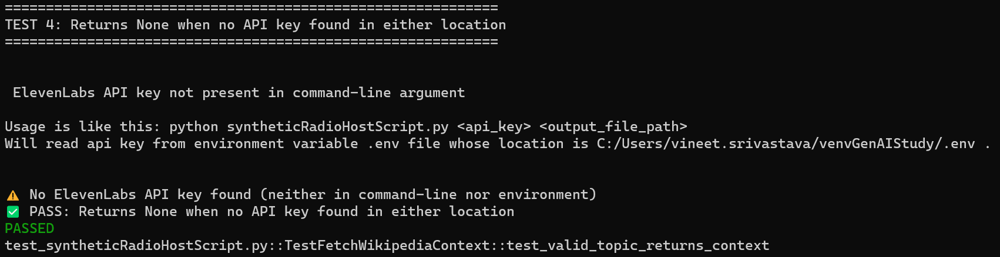 ============================================================
TEST 4: Returns None when no API key found in either location
============================================================
ElevenLabs API key not present in command-line argument
Usage is like this: python syntheticRadioHostScript.py <api_key> <output_file_path>
Will read api key from environment variable .env file whose location is C:/Users/vineet.srivastava/venvGenAIStudy/.env .
⚠️ No ElevenLabs API key found (neither in command-line nor environment)
✅ PASS: Returns None when no API key found in either location
PASSED
test_syntheticRadioHostScript.py::TestFetchWikipediaContext::test_valid_topic_returns_context